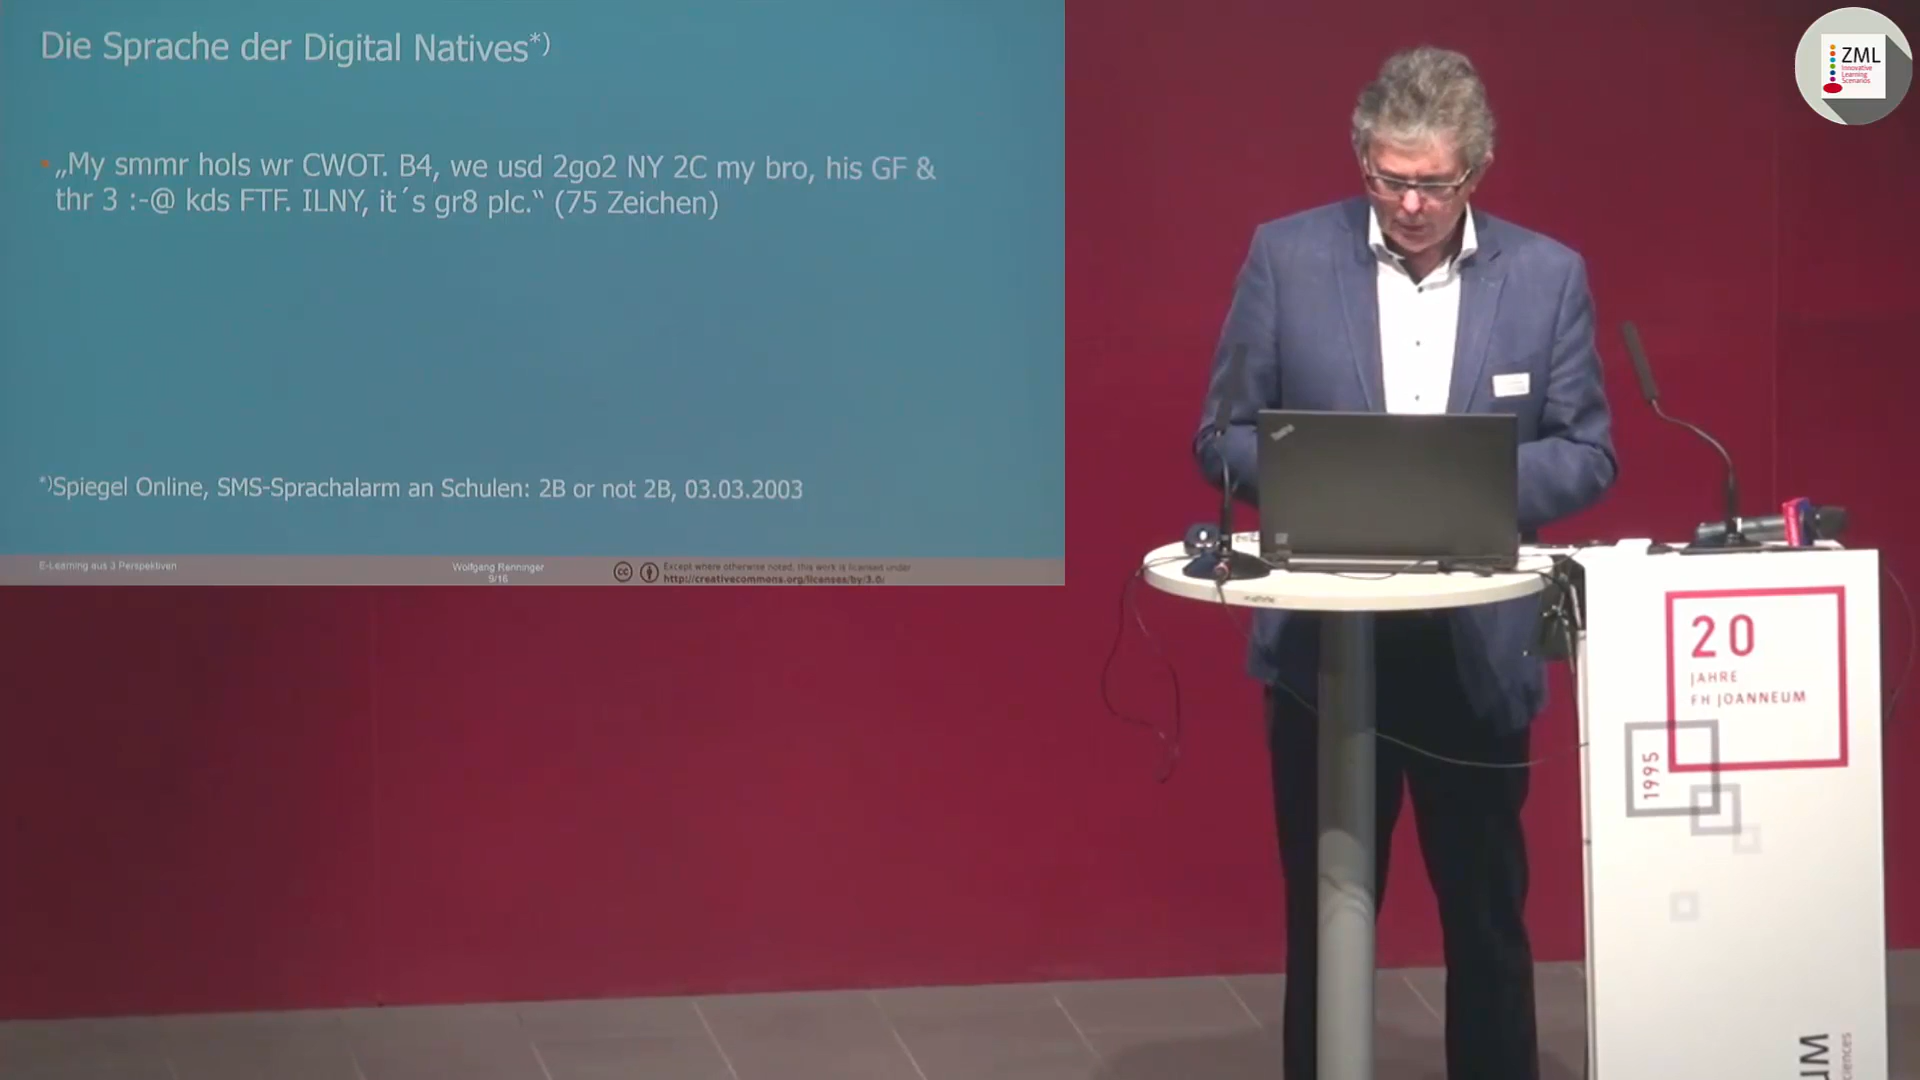 Die Sprache der Digital Natives*)
„My smmr hols wr CWOT. B4, we usd 2go2 NY 2C my bro, his GF &
thr 3 :-@ kds FTF. ILNY, it´s gr8 plc.“ (75 Zeichen)
*)Spiegel Online, SMS-Sprachalarm an Schulen: 2B or not 2B, 03.03.2003
E-Learning aus 3 Perspektiven
Wolfgang Renninger
9/16
Except where otherwise noted, this work is licensed under
http://creativecommons.org/licenses/by/3.0/
ZML
Innovative
Learning
Scenarios
ThinkPad
20
JAHRE
FH JOANNEUM
1995
UM
iences